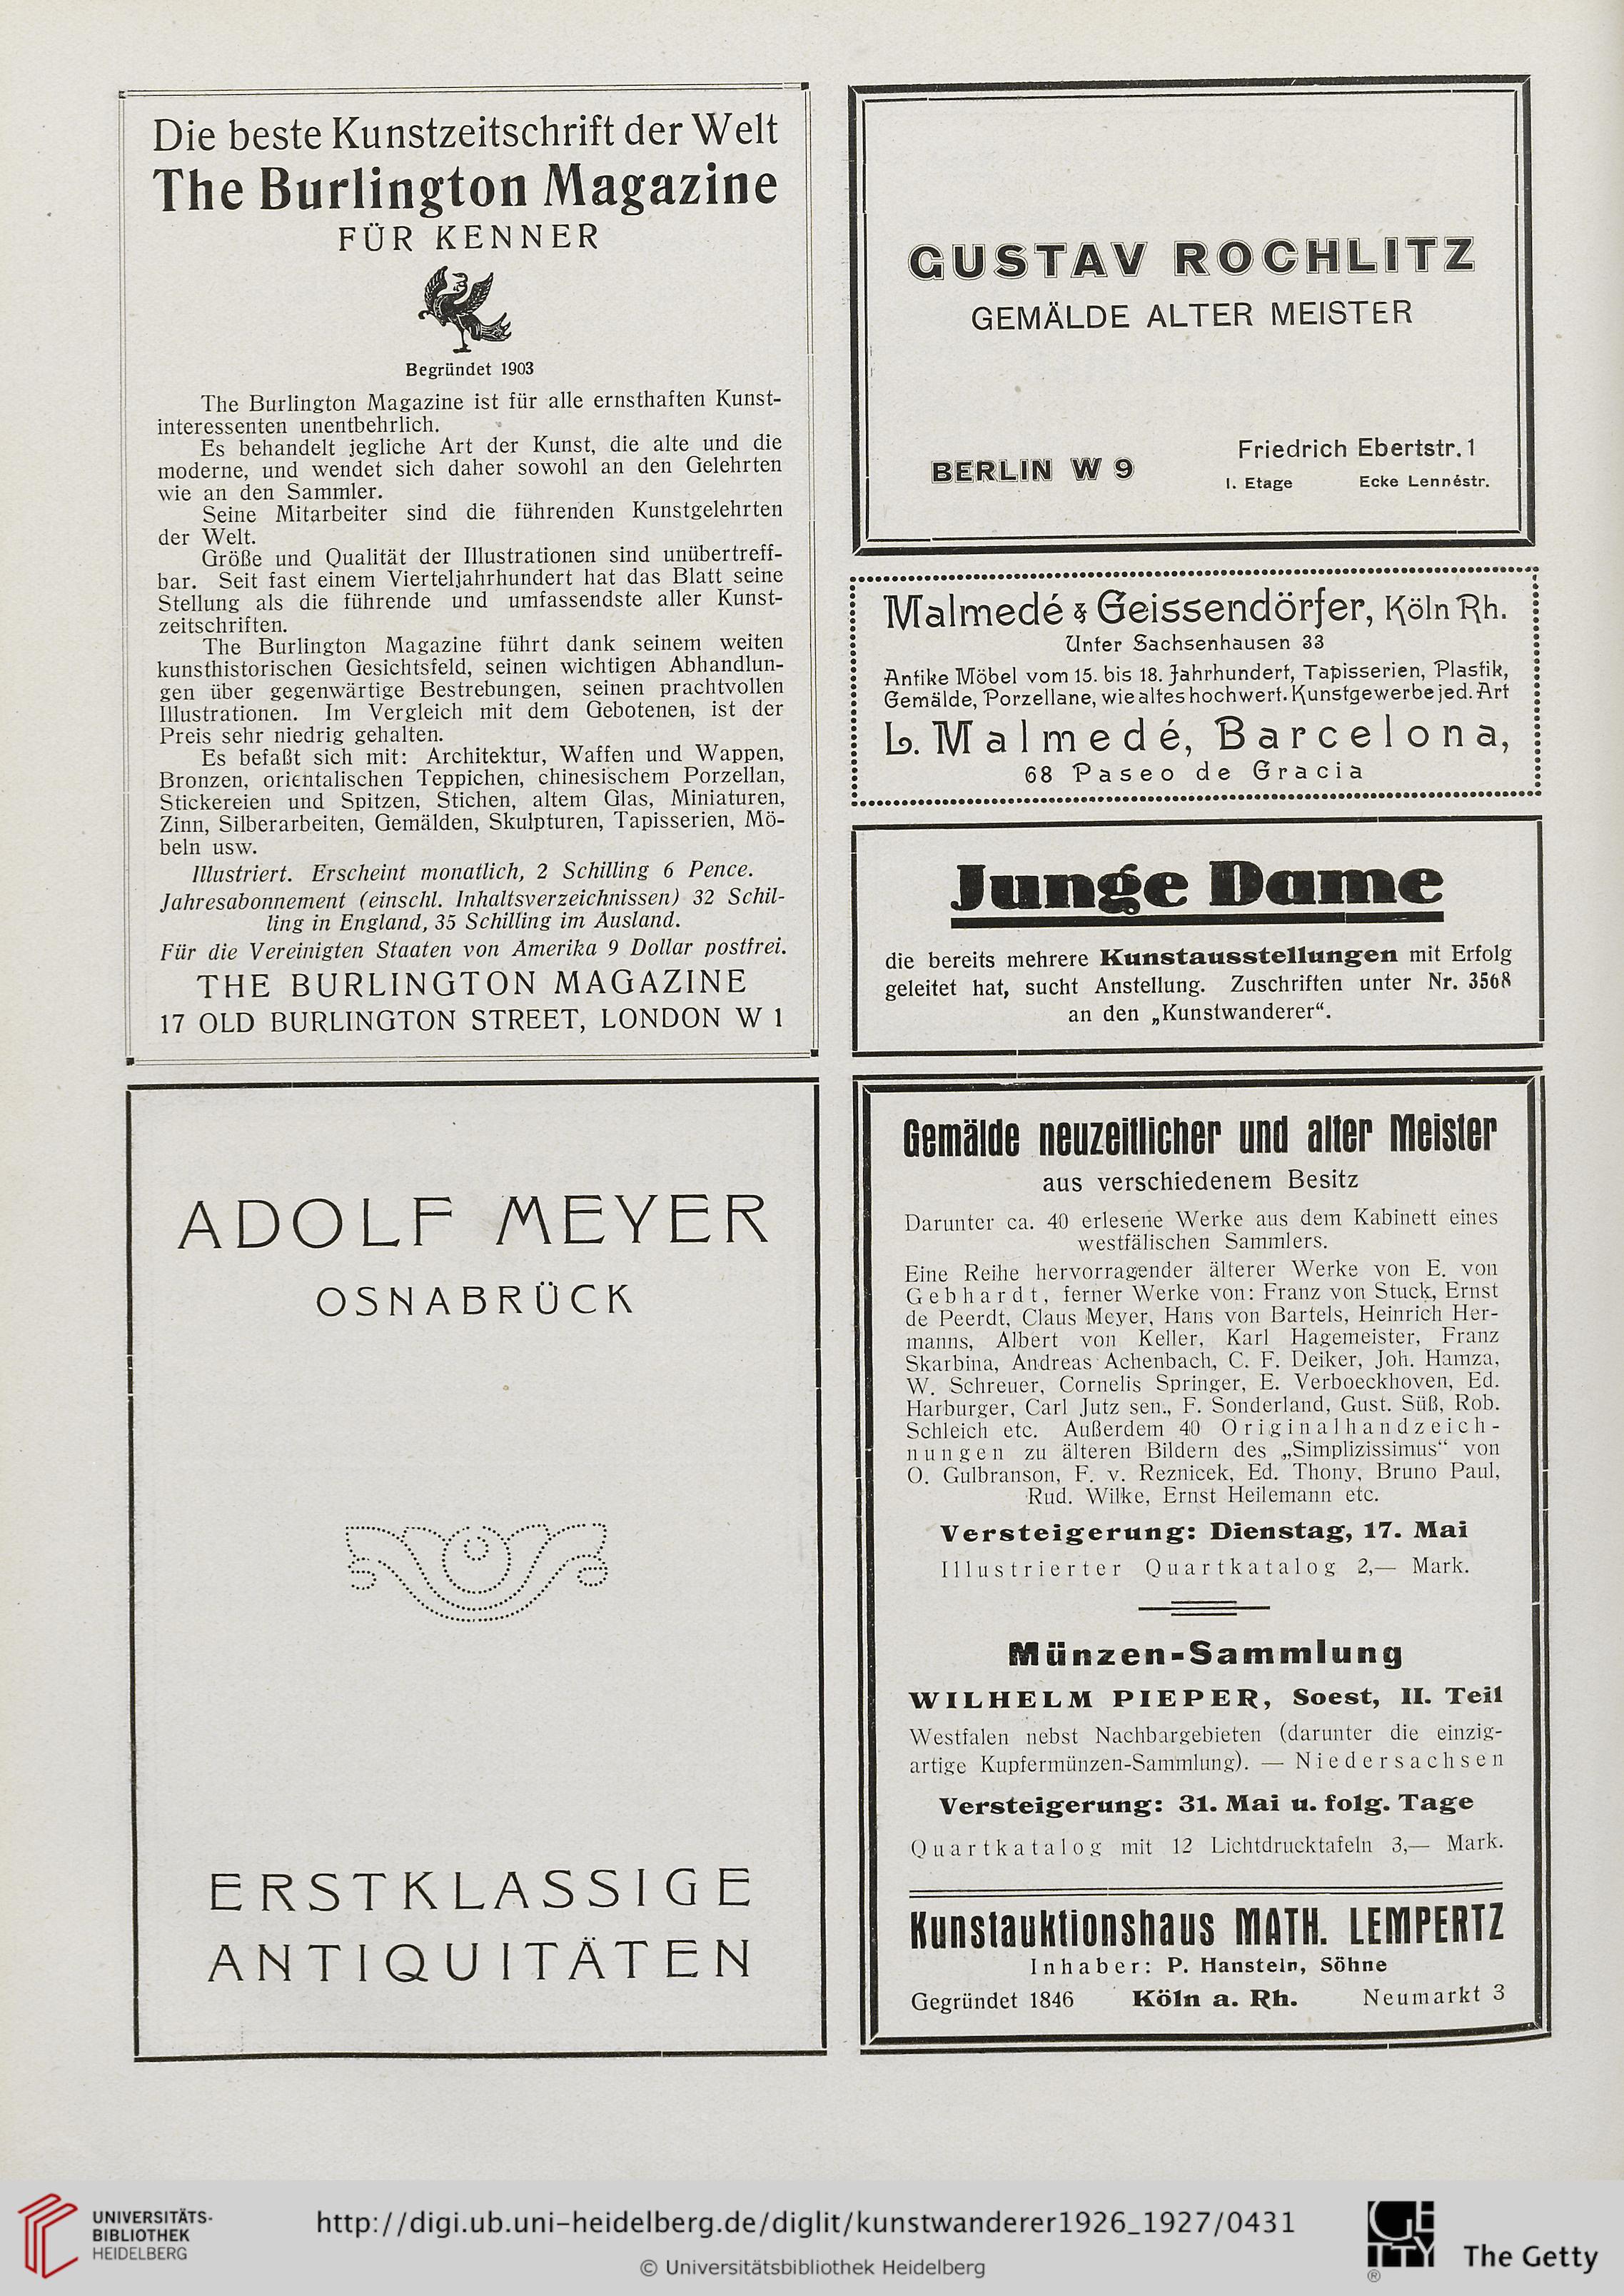 Die beste Kunstzeitschrift der Welt
The Burlington Magazine
FÜR KENNER
Begründet 1903
The Burlington Magazine ist für alle ernsthaften Kunst-
interessenten unentbehrlich.
Es behandelt jegliche Art der Kunst, die alte und die
moderne, und wendet sich daher sowohl an den Gelehrten
wie an den Sammler.
Seine Mitarbeiter sind die führenden Kunstgelehrten
der Welt.
Größe und Qualität der Illustrationen sind unübertreff-
bar. Seit fast einem Vierteljahrhundert hat das Blatt seine
Stellung als die führende und umfassendste aller Kunst-
zeitschriften.
The Burlington Magazine führt dank seinem weiten
kunsthistorischen Gesichtsfeld, seinen wichtigen Abhandlun-
gen über gegenwärtige Bestrebungen, seinen prachtvollen
Illustrationen. Im Vergleich mit dem Gebotenen, ist der
Preis sehr niedrig gehalten.
Es befaßt sich mit: Architektur, Waffen und Wappen,
Bronzen, orientalischen Teppichen, chinesischem Porzellan,
Stickereien und Spitzen, Stichen, altem Glas, Miniaturen,
Zinn, Silberarbeiten, Gemälden, Skulpturen, Tapisserien, Mö-
beln usw.
Illustriert. Erscheint monatlich, 2 Schilling 6 Pence.
Jahresabonnement (einschl. Inhaltsverzeichnissen) 32 Schil-
ling in England, 35 Schilling im Ausland.
Für die Vereinigten Staaten von Amerika 9 Dollar postfrei.
THE BURLINGTON MAGAZINE
17 OLD BURLINGTON STREET, LONDON W 1
ADOLF MEYER
OSNABRÜCK
ERSTKLASSIGE
ANTIQUITÄTEN
GUSTAV ROCHLITZ
GEMÄLDE ALTER MEISTER
BERLIN W 9
Friedrich Ebertstr. 1
I. Etage Ecke Lennéstr.
Malmedé & Geissendörfer, Köln Rh.
Unter Sachsenhausen 33
Antike Möbel vom 15. bis 18. Jahrhundert, Tapisserien, Plastik,
Gemälde, Porzellane, wie altes hochwert. Kunstgewerbe jed. Art
L. Malmedé, Barcelona,
68 Paseo de Gracia
Junge Dame
die bereits mehrere Kunstausstellungen mit Erfolg
geleitet hat, sucht Anstellung. Zuschriften unter Nr. 3568
an den „Kunstwanderer“.
Gemälde neuzeitlicher und alter Meister
aus verschiedenem Besitz
Darunter ca. 40 erlesene Werke aus dem Kabinett eines
westfälischen Sammlers.
Eine Reihe hervorragender älterer Werke von E. von
Gebhardt, ferner Werke von: Franz von Stuck, Ernst
de Peerdt, Claus Meyer, Hans von Bartels, Heinrich Her-
manns, Albert von Keller, Karl Hagemeister, Franz
Skarbina, Andreas Achenbach, C. F. Deiker, Joh. Hamza,
W. Schreuer, Cornelis Springer, E. Verboeckhoven, Ed.
Harburger, Carl Jutz sen., F. Sonderland, Gust. Süß, Rob.
Schleich etc. Außerdem 40 Originalhandzeich-
nungen zu älteren Bildern des „Simplizissimus“ von
O. Gulbranson, F. v. Reznicek, Ed. Thony, Bruno Paul,
Rud. Wilke, Ernst Heilemann etc.
Versteigerung: Dienstag, 17. Mai
Illustrierter Quartkatalog 2,— Mark.
Münzen-Sammlung
WILHELM PIEPER, Soest, II. Teil
Westfalen nebst Nachbargebieten (darunter die einzig-
artige Kupfermünzen-Sammlung). — Niedersachsen
Versteigerung: 31. Mai u. folg. Tage
Quartkatalog mit 12 Lichtdrucktafeln 3,— Mark.
Kunstauktionshaus MATH. LEMPERTZ
Inhaber: P. Hanstein, Söhne
Gegründet 1846 Köln a. Rh. Neumarkt 3
UNIVERSITÄTS-
BIBLIOTHEK
HEIDELBERG
http://digi.ub.uni-heidelberg.de/diglit/kunstwanderer1926_1927/0431
© Universitätsbibliothek Heidelberg
GETTY
®
The Getty